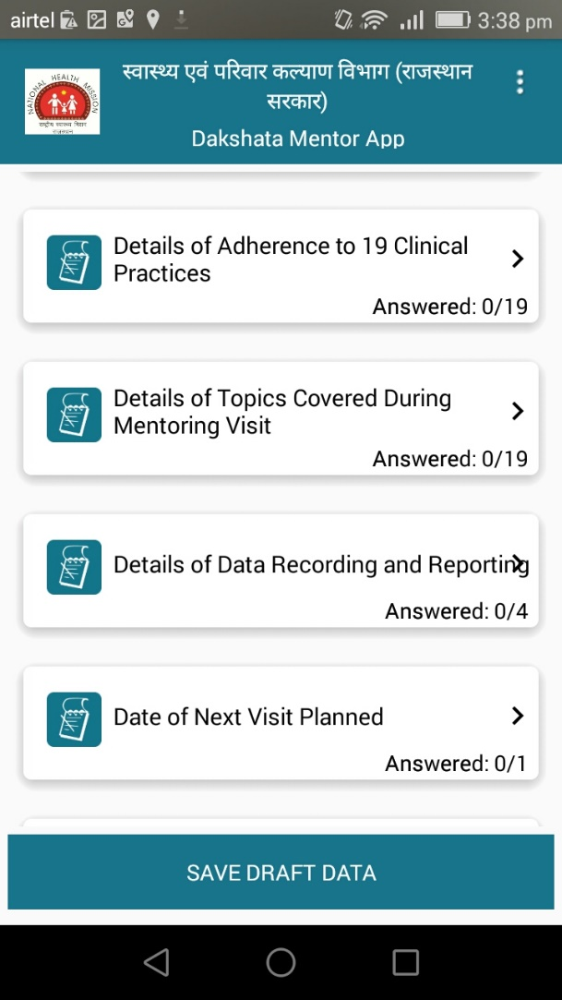 airtel 3:38 pm
स्वास्थ्य एवं परिवार कल्याण विभाग (राजस्थान
सरकार)
Dakshata Mentor App
NATIONAL HEALTH MISSION
राष्ट्रीय स्वास्थ्य मिशन
राजस्थान
Details of Adherence to 19 Clinical
Practices
Answered: 0/19
Details of Topics Covered During
Mentoring Visit
Answered: 0/19
Details of Data Recording and Reporting
Answered: 0/4
Date of Next Visit Planned
Answered: 0/1
SAVE DRAFT DATA